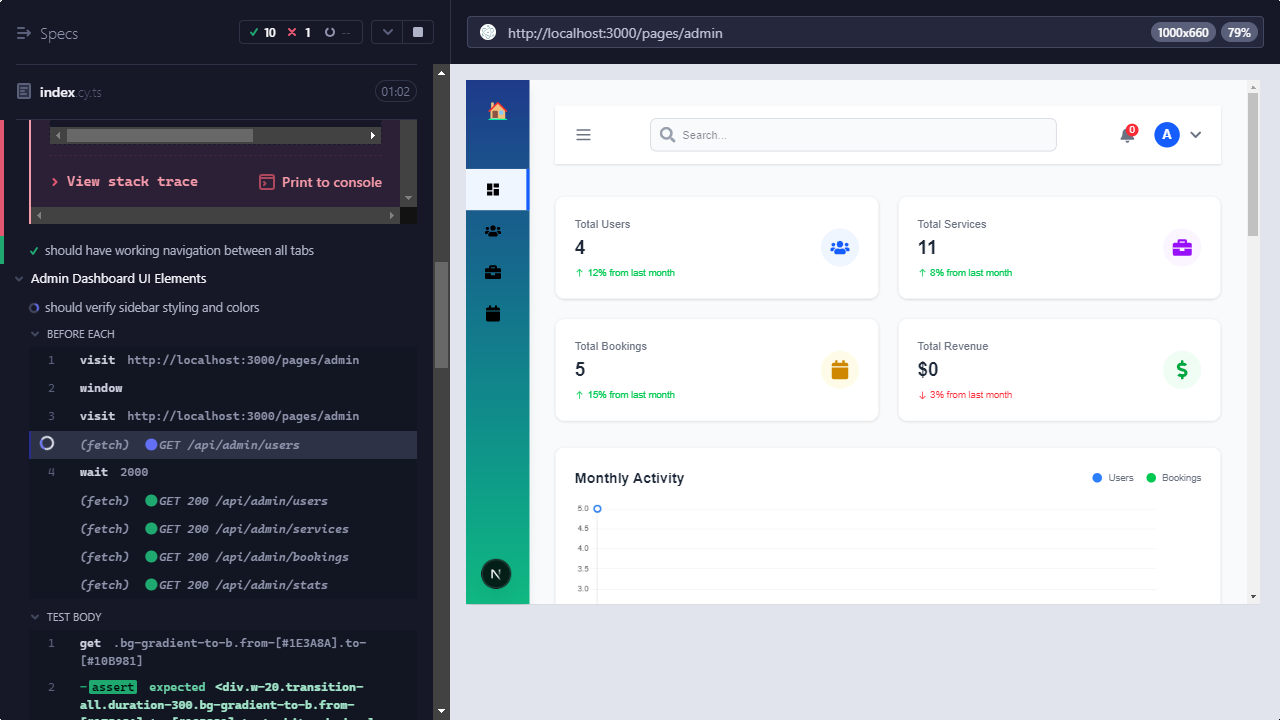 Specs
10
1
--
index.cy.ts
01:02
View stack trace
Print to console
should have working navigation between all tabs
Admin Dashboard UI Elements
should verify sidebar styling and colors
BEFORE EACH
1 visit http://localhost:3000/pages/admin
2 window
3 visit http://localhost:3000/pages/admin
(fetch) GET /api/admin/users
4 wait 2000
(fetch) GET 200 /api/admin/users
(fetch) GET 200 /api/admin/services
(fetch) GET 200 /api/admin/bookings
(fetch) GET 200 /api/admin/stats
TEST BODY
1 get .bg-gradient-to-b.from-[#1E3A8A].to-
[#10B981]
2 -assert expected <div.w-20.transition-
all.duration-300.bg-gradient-to-b.from-
http://localhost:3000/pages/admin
1000x660
79%
Search...
0
A
Total Users
4
↑ 12% from last month
Total Services
11
↑ 8% from last month
Total Bookings
5
↑ 15% from last month
Total Revenue
$0
↓ 3% from last month
Monthly Activity
Users
Bookings
5.0
4.5
4.0
3.5
3.0
N